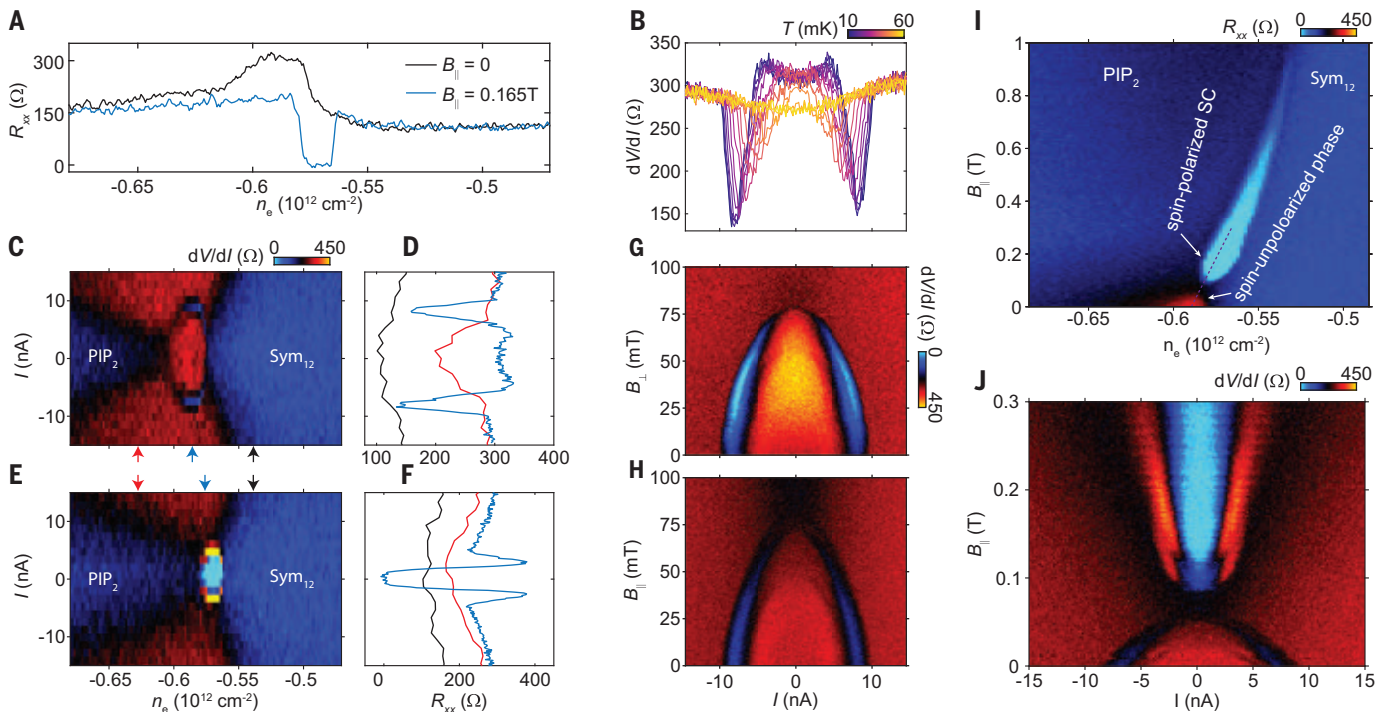 A
300
150
0
R_xx (Ω)
B_∥ = 0
B_∥ = 0.165T
-0.65
-0.6
-0.55
-0.5
n_e (10^12 cm^-2)
B
T (mK)
10
60
350
300
250
200
150
dV/dI (Ω)
C
dV/dI (Ω)
0
450
10
0
-10
I (nA)
PIP_2
Sym_12
D
100
200
300
400
E
10
0
-10
I (nA)
PIP_2
Sym_12
-0.65
-0.6
-0.55
-0.5
n_e (10^12 cm^-2)
F
0
200
400
R_xx (Ω)
G
100
75
50
25
0
B_⊥ (mT)
dV/dI (Ω)
0
450
H
100
75
50
25
0
B_∥ (mT)
-10
0
10
I (nA)
I
R_xx (Ω)
0
450
1
0.8
0.6
0.4
0.2
0
B_∥ (T)
PIP_2
Sym_12
spin-polarized SC
spin-unpoloarized phase
-0.65
-0.6
-0.55
-0.5
n_e (10^12 cm^-2)
J
dV/dI (Ω)
0
450
0.3
0.2
0.1
0
B_∥ (T)
-15
-10
-5
0
5
10
15
I (nA)